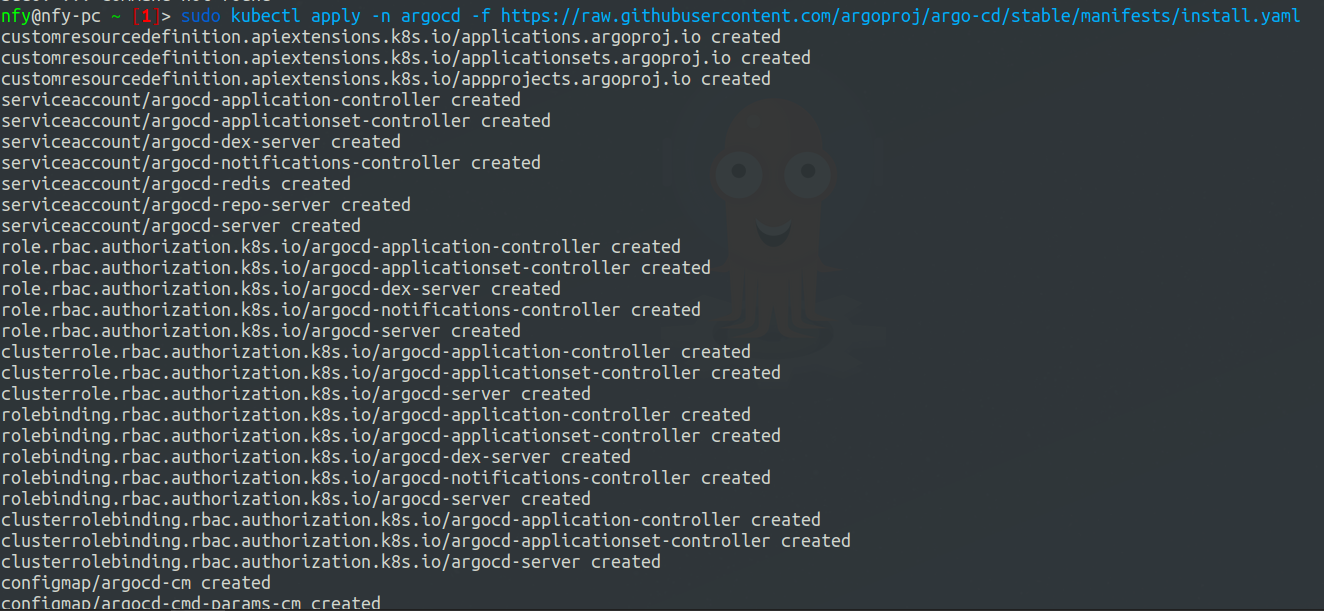 nfy@nfy-pc ~ [1]> sudo kubectl apply -n argocd -f https://raw.githubusercontent.com/argoproj/argo-cd/stable/manifests/install.yaml
customresourcedefinition.apiextensions.k8s.io/applications.argoproj.io created
customresourcedefinition.apiextensions.k8s.io/applicationsets.argoproj.io created
customresourcedefinition.apiextensions.k8s.io/appprojects.argoproj.io created
serviceaccount/argocd-application-controller created
serviceaccount/argocd-applicationset-controller created
serviceaccount/argocd-dex-server created
serviceaccount/argocd-notifications-controller created
serviceaccount/argocd-redis created
serviceaccount/argocd-repo-server created
serviceaccount/argocd-server created
role.rbac.authorization.k8s.io/argocd-application-controller created
role.rbac.authorization.k8s.io/argocd-applicationset-controller created
role.rbac.authorization.k8s.io/argocd-dex-server created
role.rbac.authorization.k8s.io/argocd-notifications-controller created
role.rbac.authorization.k8s.io/argocd-server created
clusterrole.rbac.authorization.k8s.io/argocd-application-controller created
clusterrole.rbac.authorization.k8s.io/argocd-applicationset-controller created
clusterrole.rbac.authorization.k8s.io/argocd-server created
rolebinding.rbac.authorization.k8s.io/argocd-application-controller created
rolebinding.rbac.authorization.k8s.io/argocd-applicationset-controller created
rolebinding.rbac.authorization.k8s.io/argocd-dex-server created
rolebinding.rbac.authorization.k8s.io/argocd-notifications-controller created
rolebinding.rbac.authorization.k8s.io/argocd-server created
clusterrolebinding.rbac.authorization.k8s.io/argocd-application-controller created
clusterrolebinding.rbac.authorization.k8s.io/argocd-applicationset-controller created
clusterrolebinding.rbac.authorization.k8s.io/argocd-server created
configmap/argocd-cm created
configmap/argocd-cmd-params-cm created